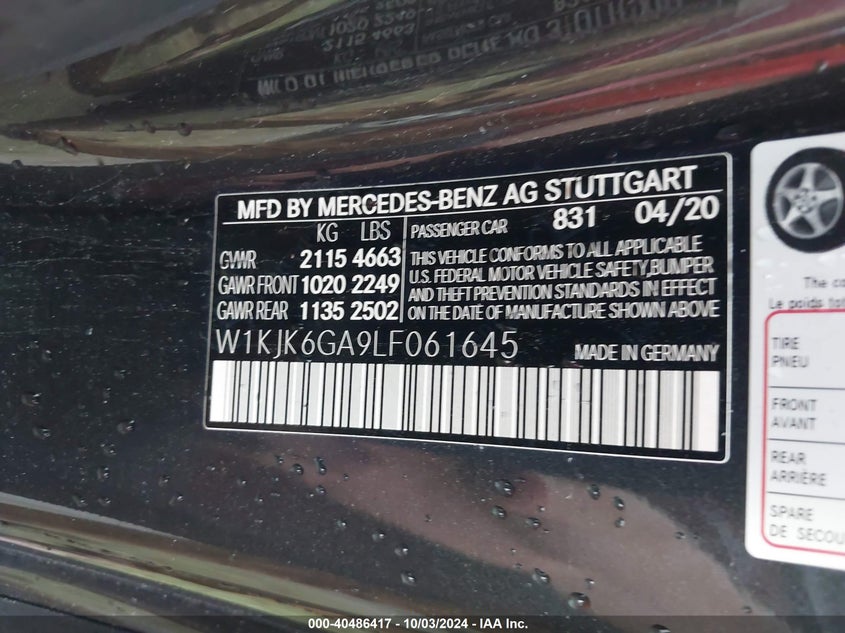 MFD BY MERCEDES-BENZ AG STUTTGART
KG LBS PASSENGER CAR 831 04/20
GVWR 2115 4663 THIS VEHICLE CONFORMS TO ALL APPLICABLE
GAWR FRONT 1020 2249 U.S. FEDERAL MOTOR VEHICLE SAFETY, BUMPER
GAWR REAR 1135 2502 AND THEFT PREVENTION STANDARDS IN EFFECT
ON THE DATE OF MANUFACTURE SHOWN ABOVE
W1KJK6GA9LF061645 MADE IN GERMANY
The co
Le poids tot
TIRE
PNEU
FRONT
AVANT
REAR
ARRIÈRE
SPARE
DE SECOU
000-40486417 - 10/03/2024 - IAA Inc.